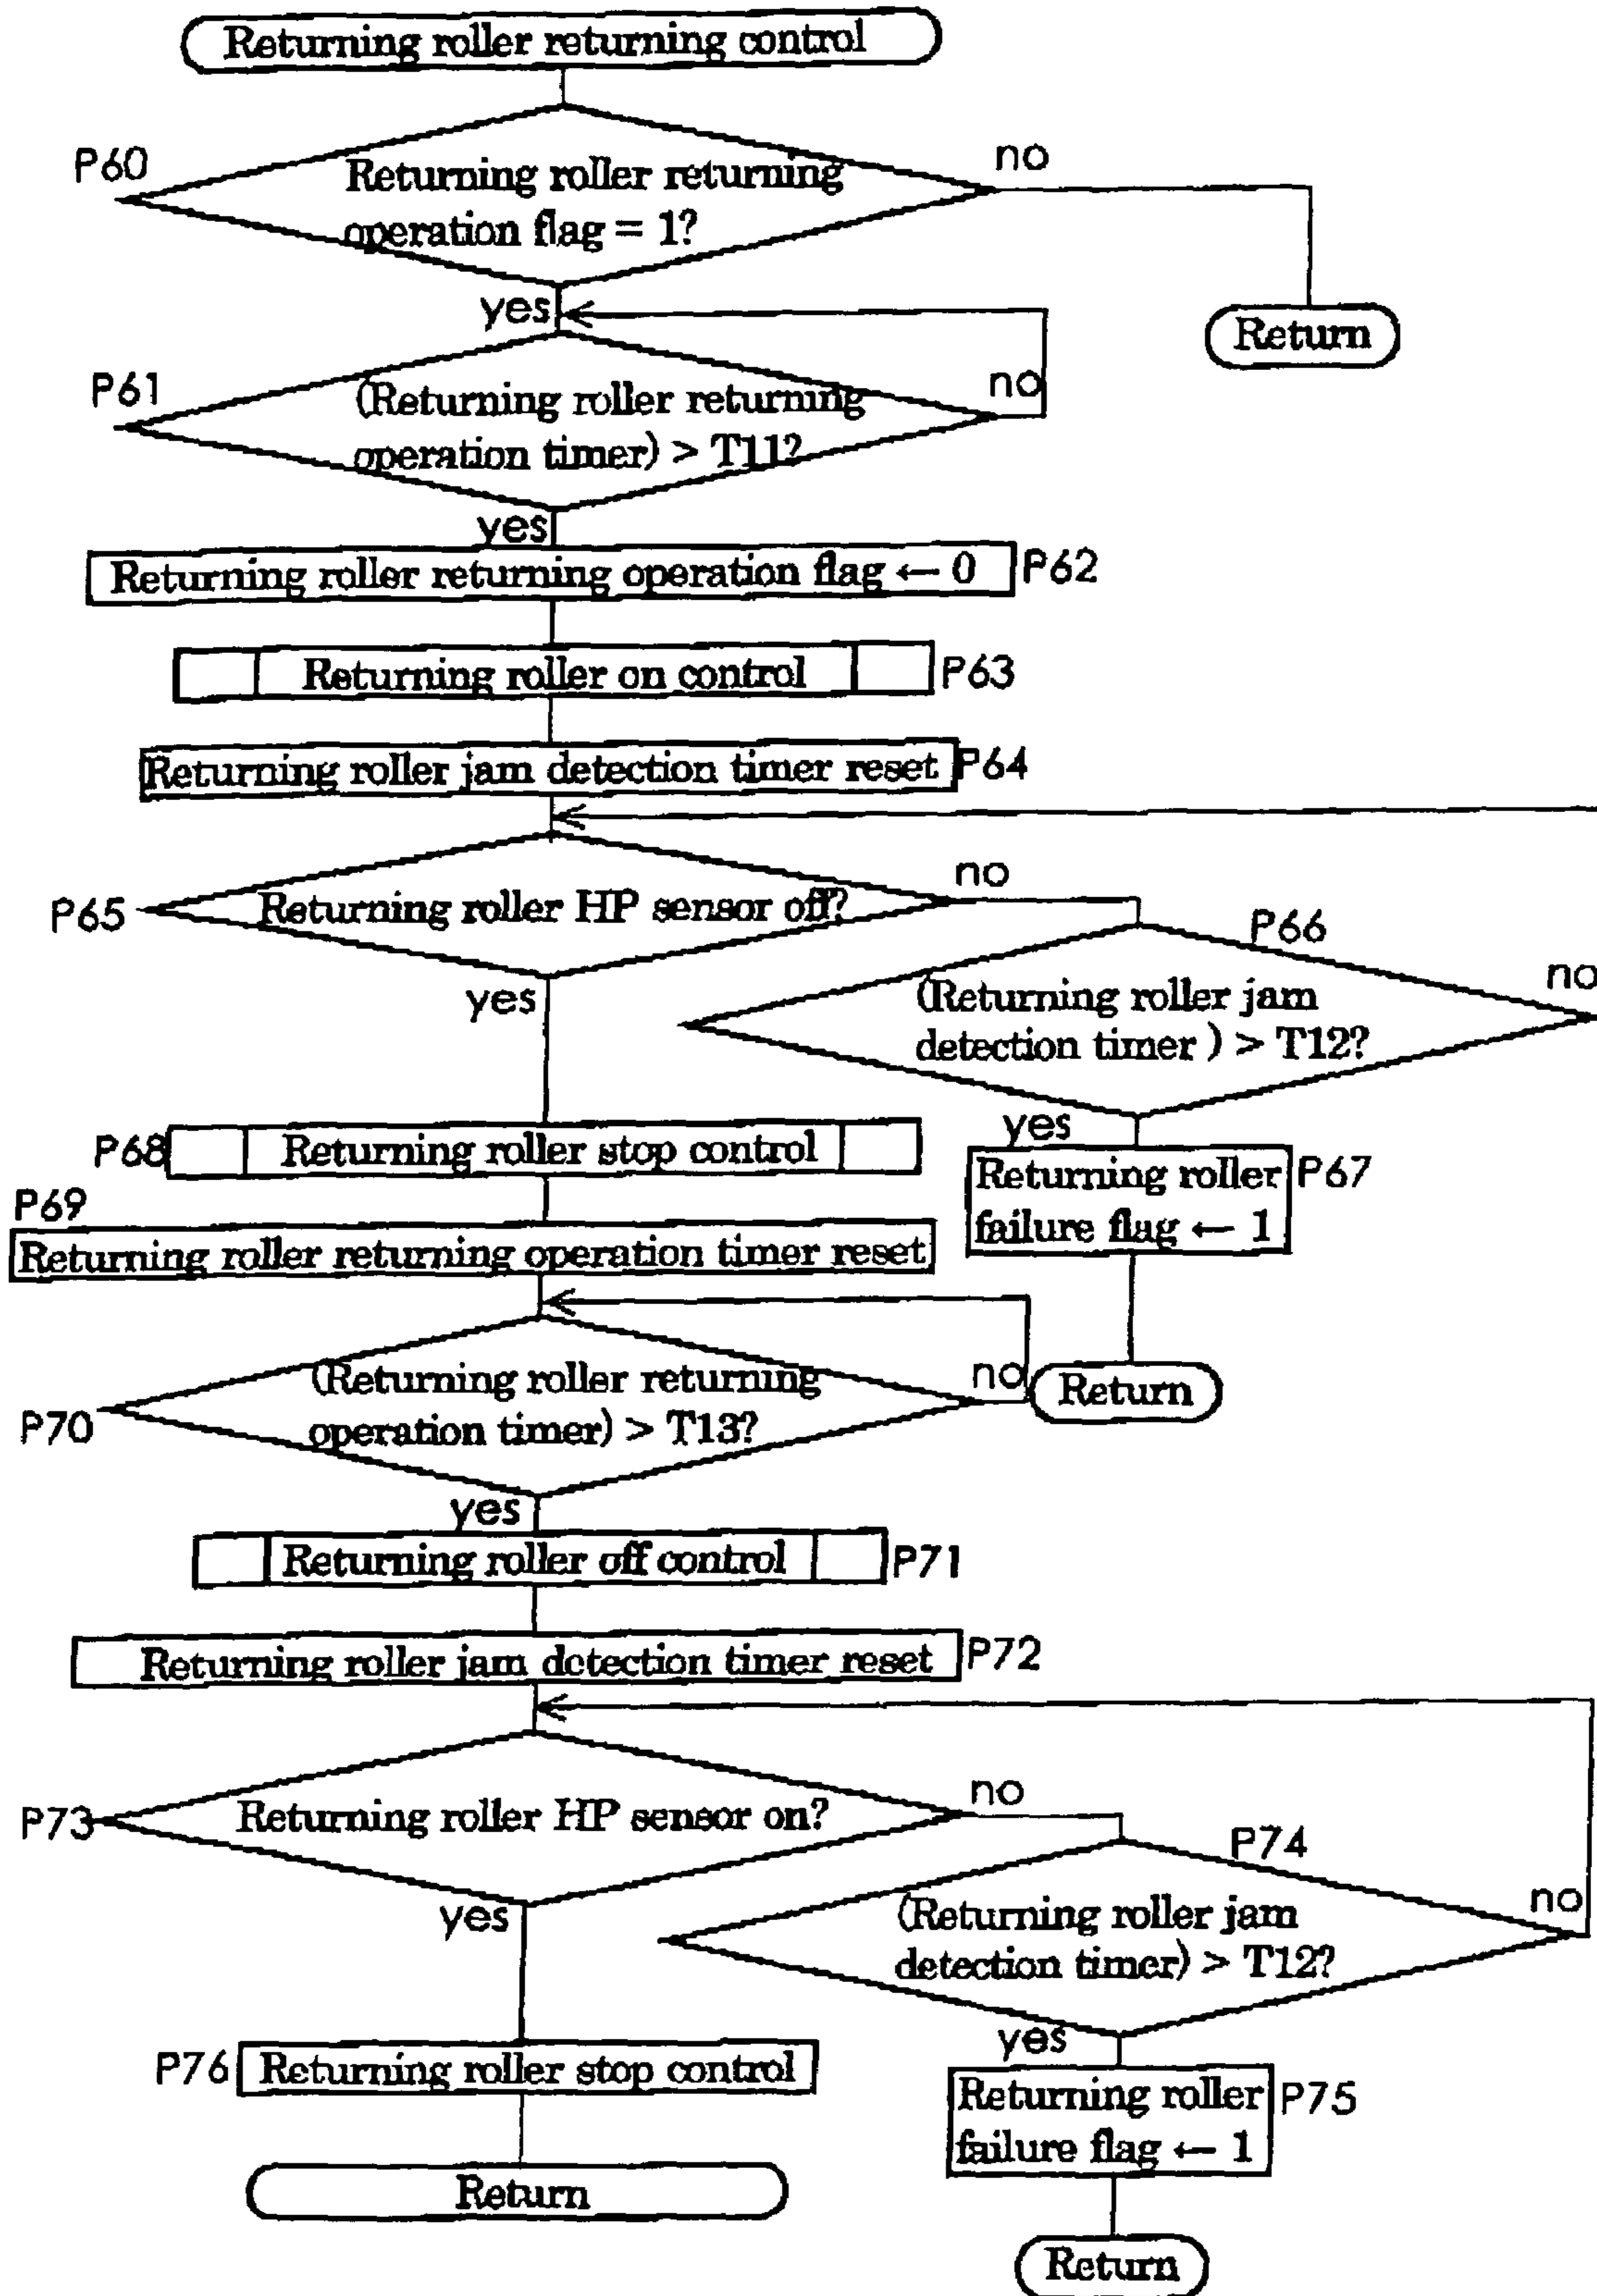 Returning roller returning control
P60
Returning roller returning
operation flag = 1?
no
yes
Return
P61
(Returning roller returning
operation timer) > T11?
no
yes
Returning roller returning operation flag ← 0
P62
Returning roller on control
P63
Returning roller jam detection timer reset
P64
P65
Returning roller HP sensor off?
no
yes
P66
(Returning roller jam
detection timer ) > T12?
no
yes
P68
Returning roller stop control
Returning roller
failure flag ← 1
P67
P69
Returning roller returning operation timer reset
P70
(Returning roller returning
operation timer) > T13?
no
Return
yes
Returning roller off control
P71
Returning roller jam detection timer reset
P72
P73
Returning roller HP sensor on?
no
yes
P74
(Returning roller jam
detection timer) > T12?
no
yes
P76
Returning roller stop control
Returning roller
failure flag ← 1
P75
Return
Return